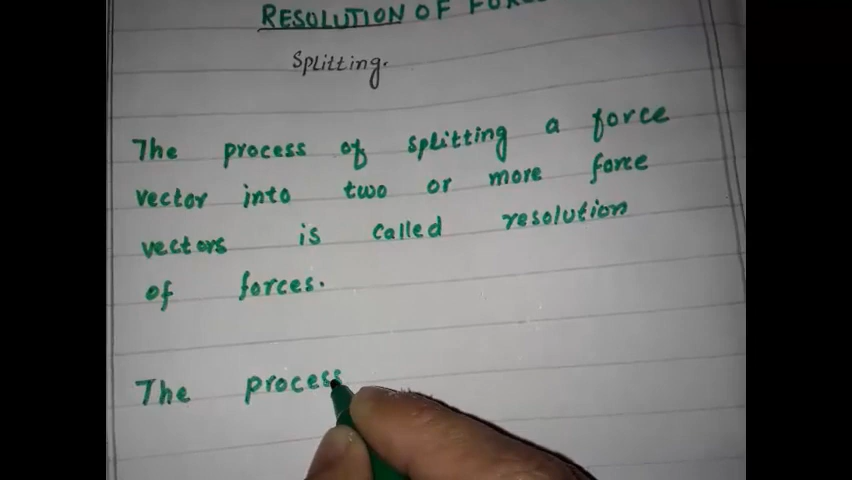 RESOLUTION OF
Splitting.
The process of splitting a force
vector into two or more force
vectors is called resolution
of forces.
The process